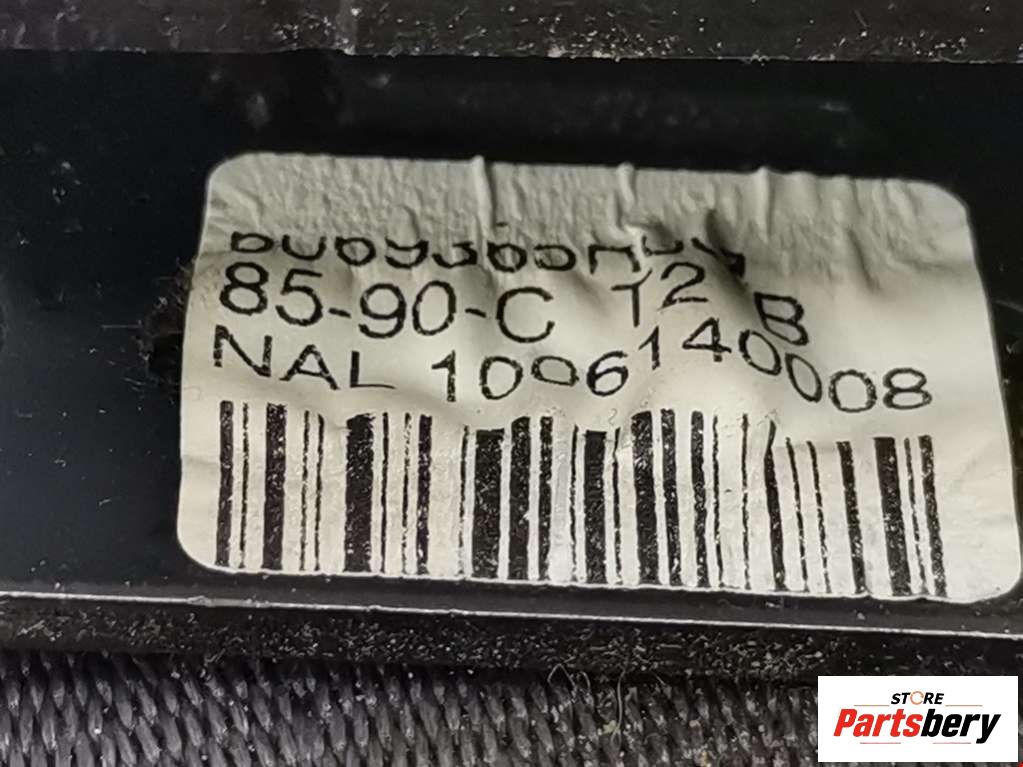 85-90-C T2 B
NAL 1006140008
STORE
Partsbery